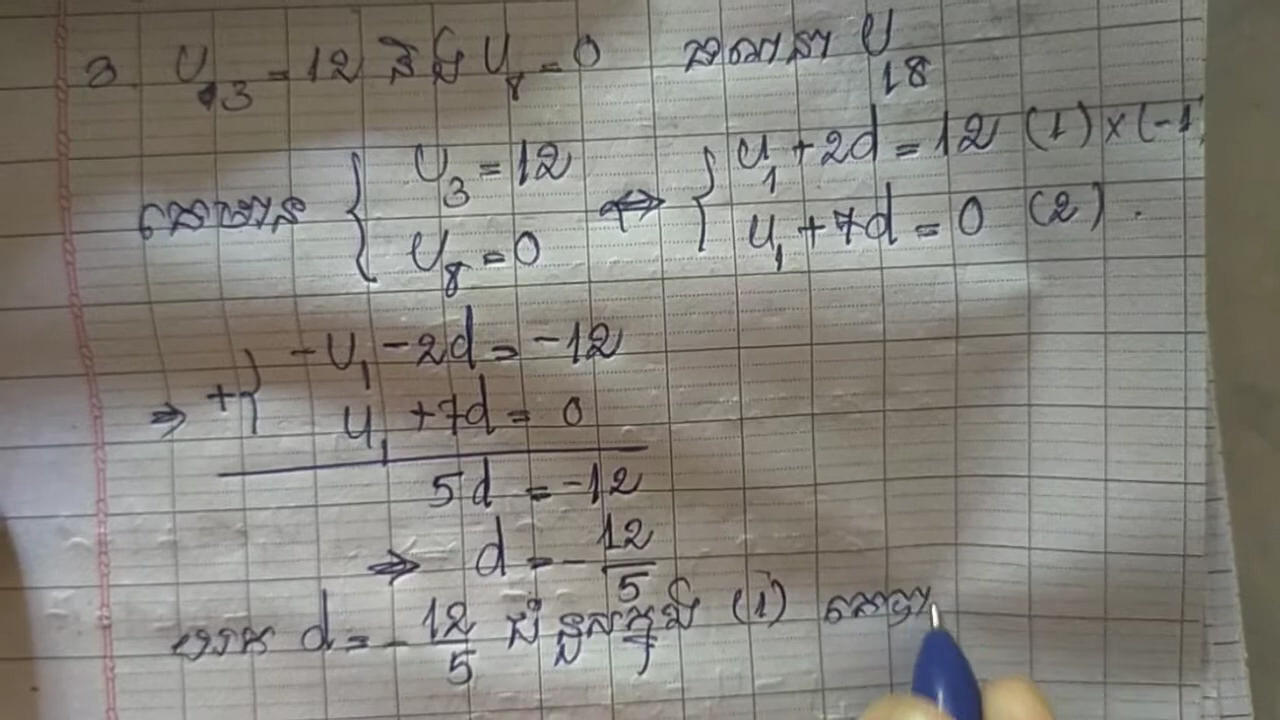 3. U₃ = 12 និង U₈ = 0 គណនា U₁₈
គេមាន { U₃ = 12 ⇔ { U₁ + 2d = 12 (1) × (-1
U₈ = 0 U₁ + 7d = 0 (2).
⇒ +{ -U₁ - 2d = -12
U₁ + 7d = 0
5d = -12
⇒ d = - 12/5
យក d = - 12/5 ជំនួសក្នុង (1) គេបាន